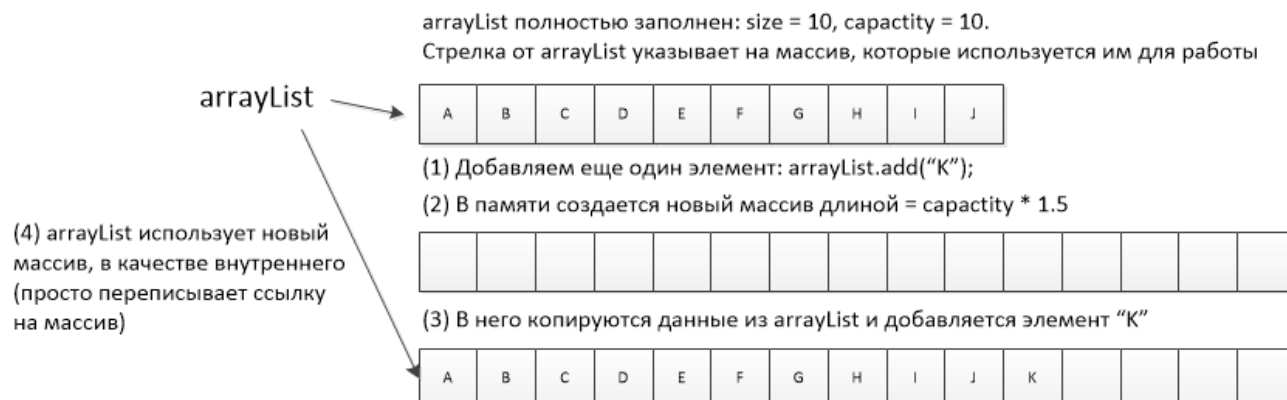 arrayList полностью заполнен: size = 10, capactity = 10.
Стрелка от arrayList указывает на массив, которые используется им для работы
arrayList
A B C D E F G H I J
(1) Добавляем еще один элемент: arrayList.add(“K”);
(2) В памяти создается новый массив длиной = capactity * 1.5
(4) arrayList использует новый
массив, в качестве внутреннего
(просто переписывает ссылку
на массив)
(3) В него копируются данные из arrayList и добавляется элемент “K”
A B C D E F G H I J K